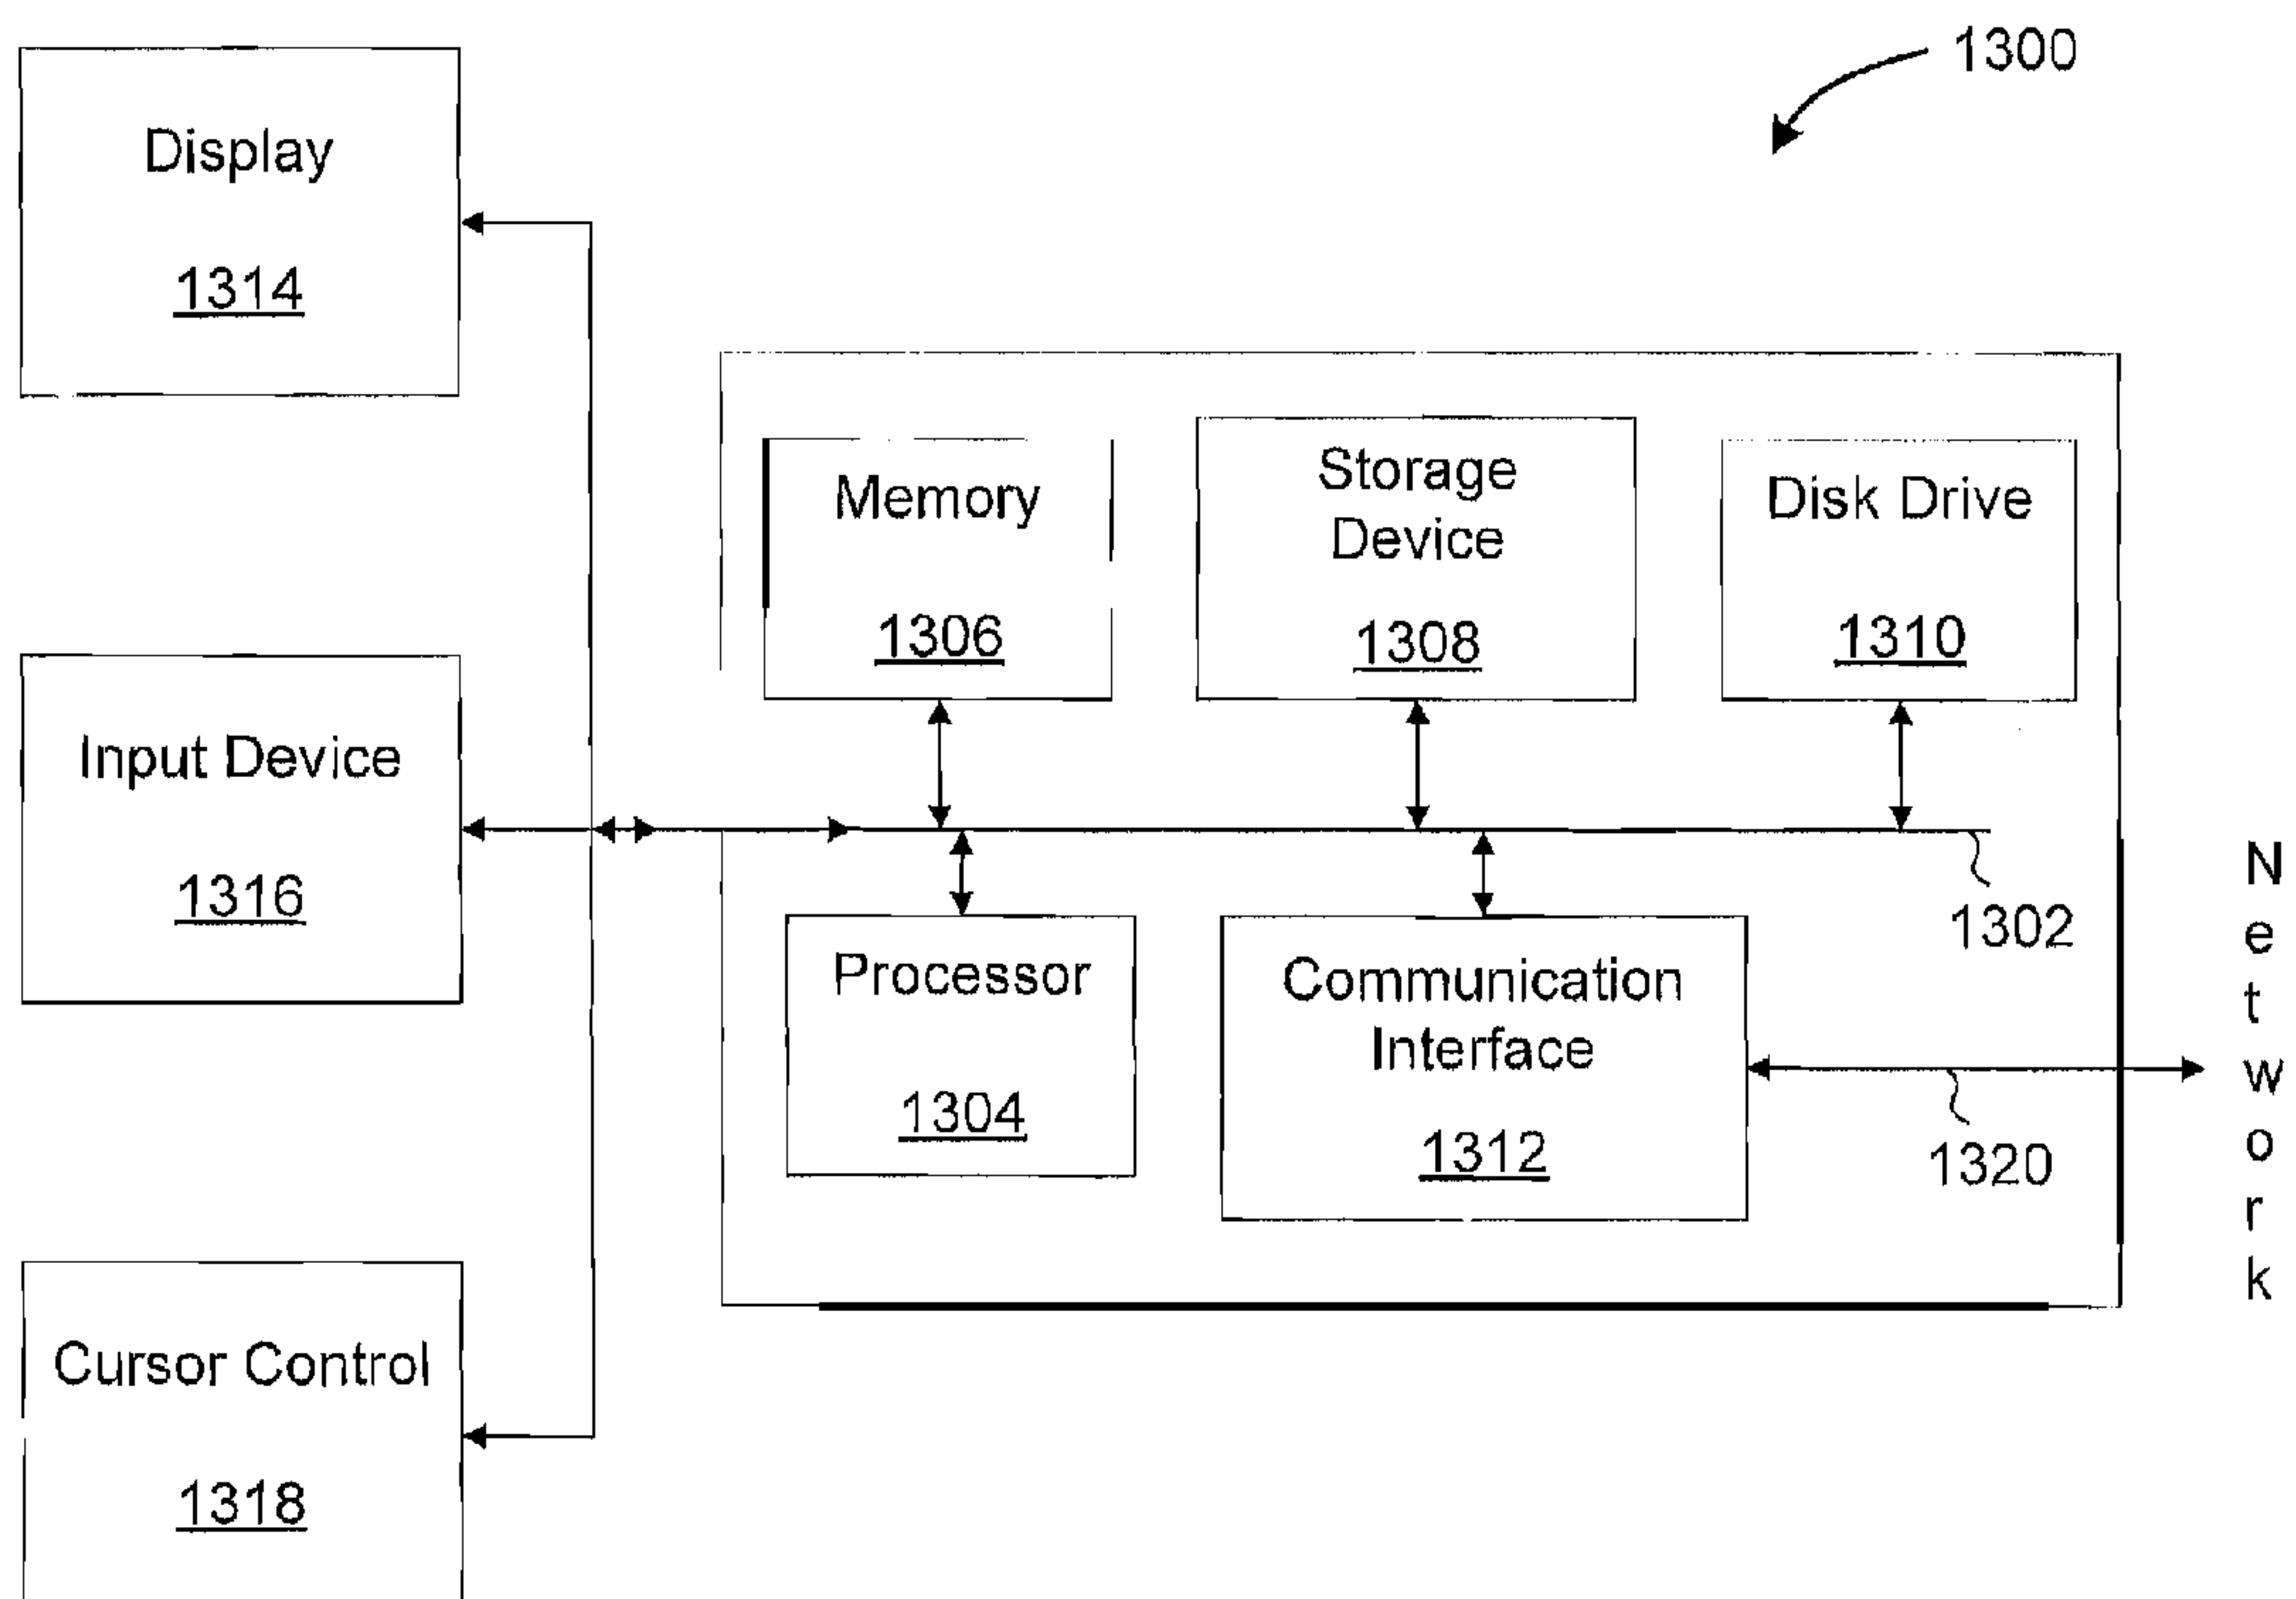 1300
Display
1314
Memory
1306
Storage
Device
1308
Disk Drive
1310
Input Device
1316
1302
Processor
1304
Communication
Interface
1312
1320
Network
Cursor Control
1318